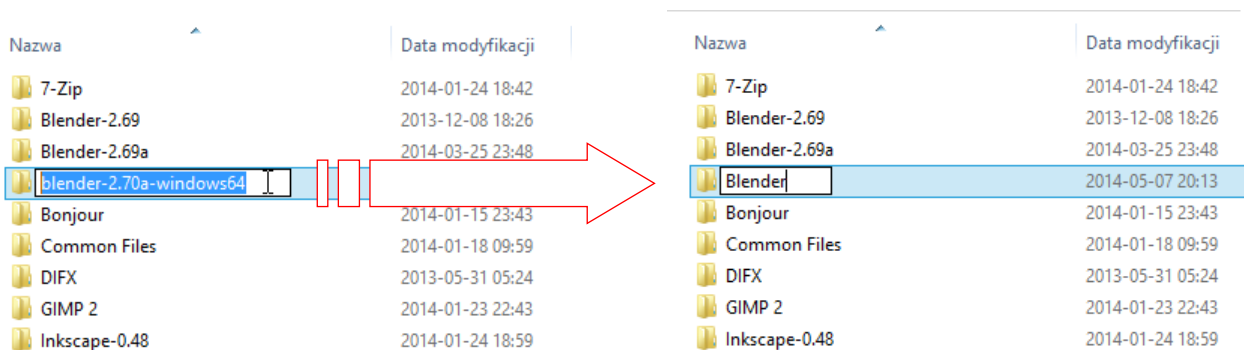 Nazwa Data modyfikacji
7-Zip 2014-01-24 18:42
Blender-2.69 2013-12-08 18:26
Blender-2.69a 2014-03-25 23:48
blender-2.70a-windows64
Bonjour 2014-01-15 23:43
Common Files 2014-01-18 09:59
DIFX 2013-05-31 05:24
GIMP 2 2014-01-23 22:43
Inkscape-0.48 2014-01-24 18:59
Nazwa Data modyfikacji
7-Zip 2014-01-24 18:42
Blender-2.69 2013-12-08 18:26
Blender-2.69a 2014-03-25 23:48
Blender 2014-05-07 20:13
Bonjour 2014-01-15 23:43
Common Files 2014-01-18 09:59
DIFX 2013-05-31 05:24
GIMP 2 2014-01-23 22:43
Inkscape-0.48 2014-01-24 18:59